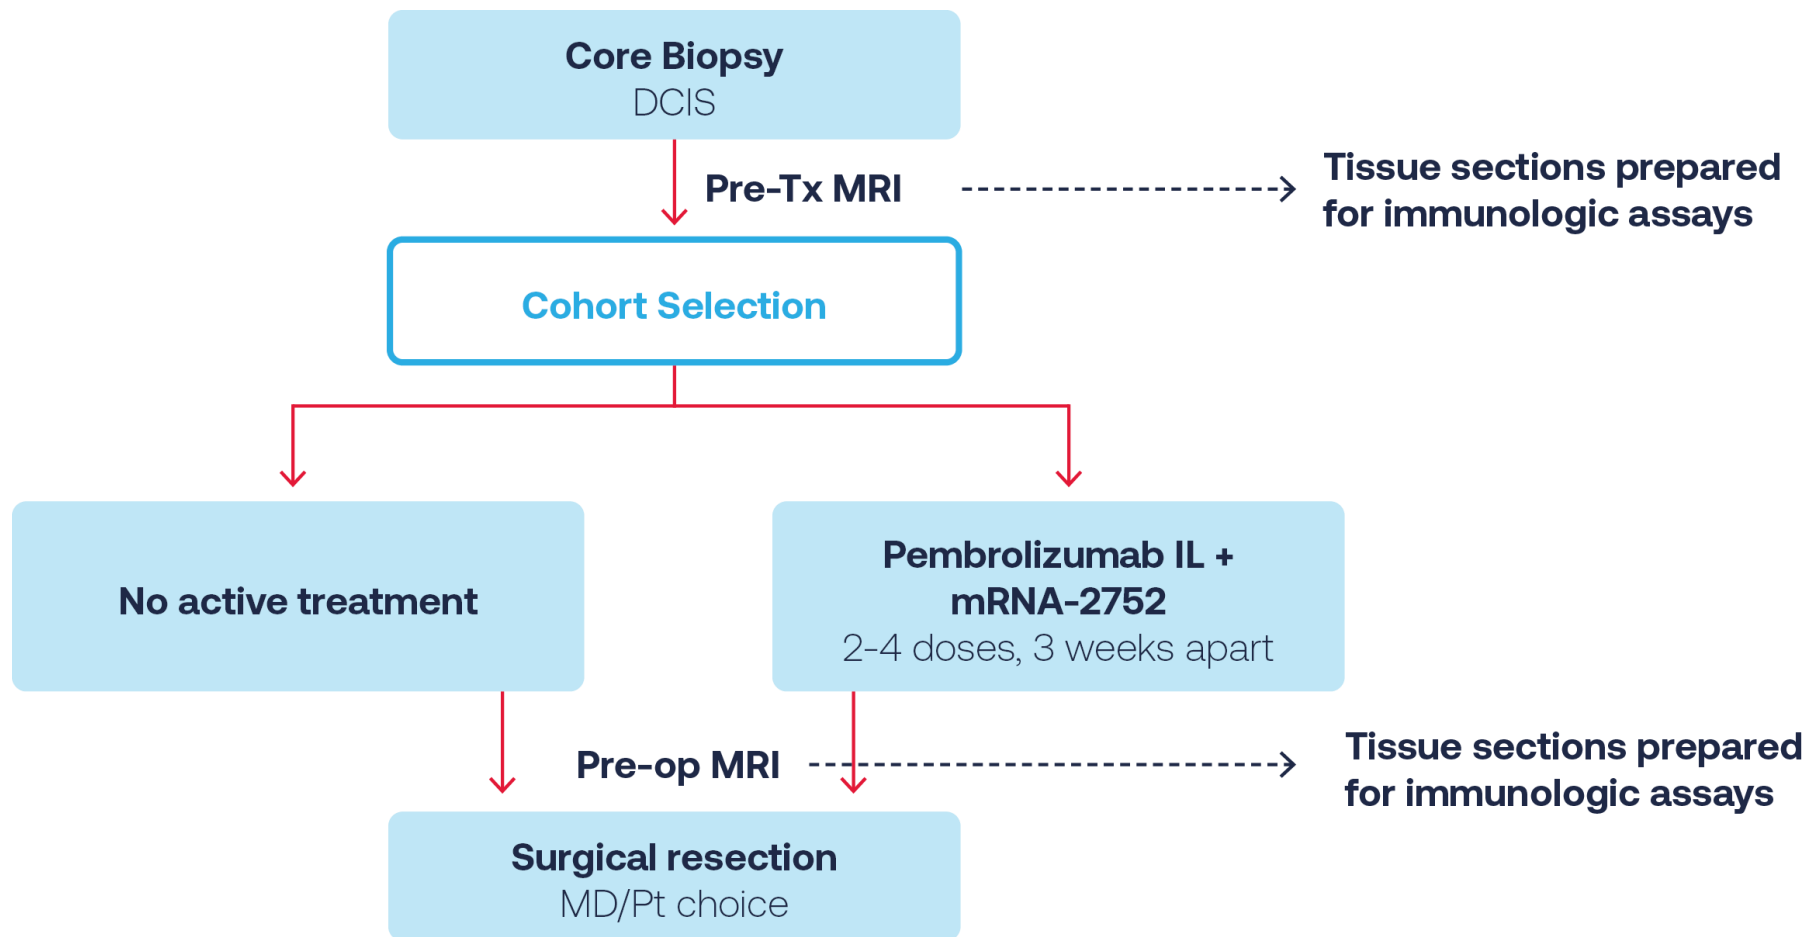 Core Biopsy
DCIS
Pre-Tx MRI
Tissue sections prepared
for immunologic assays
Cohort Selection
No active treatment
Pembrolizumab IL +
mRNA-2752
2-4 doses, 3 weeks apart
Pre-op MRI
Tissue sections prepared
for immunologic assays
Surgical resection
MD/Pt choice